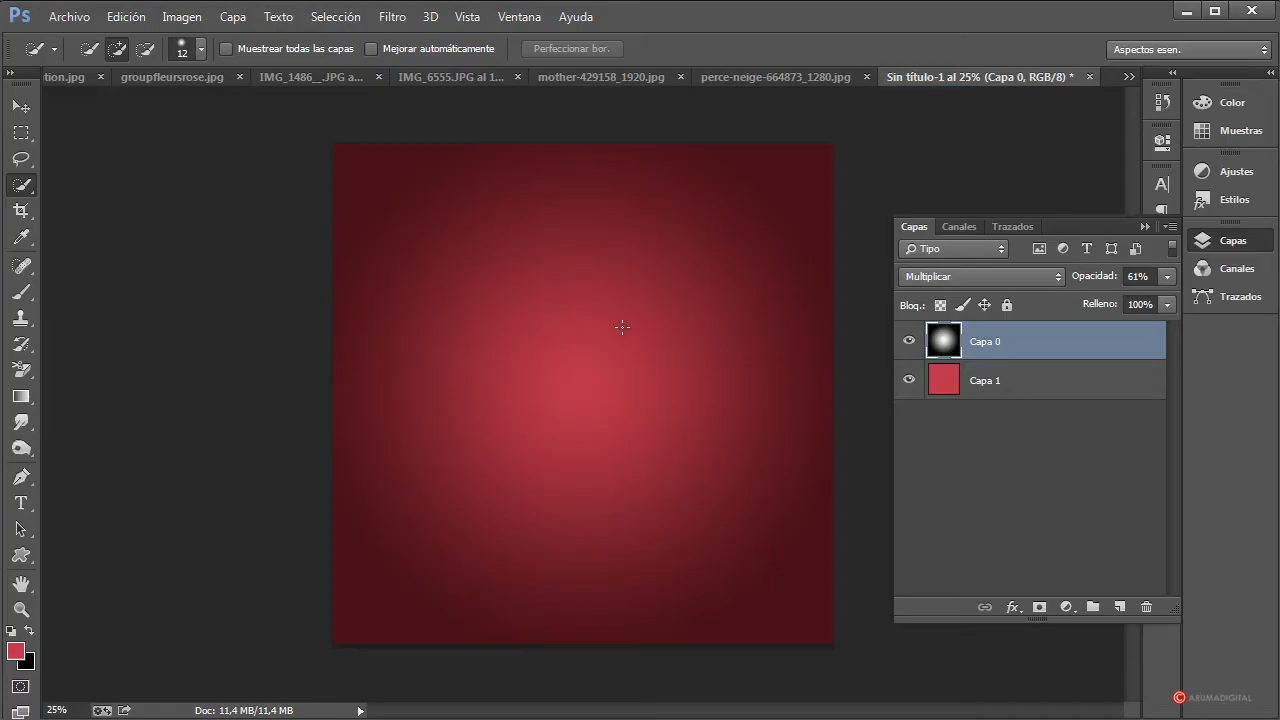 Ps Archivo Edición Imagen Capa Texto Selección Filtro 3D Vista Ventana Ayuda
12 Muestrear todas las capas Mejorar automáticamente Perfeccionar bor. Aspectos esen.
tion.jpg groupfleursrose.jpg IMG_1486__.JPG a... IMG_6555.JPG al 1... mother-429158_1920.jpg perce-neige-664873_1280.jpg Sin título-1 al 25% (Capa 0, RGB/8) *
Color
Muestras
Ajustes
Estilos
Capas
Canales
Trazados
Capas Canales Trazados
Tipo
Multiplicar Opacidad: 61%
Bloq.: Relleno: 100%
Capa 0
Capa 1
25% Doc: 11,4 MB/11,4 MB
© ARUMADIGITAL